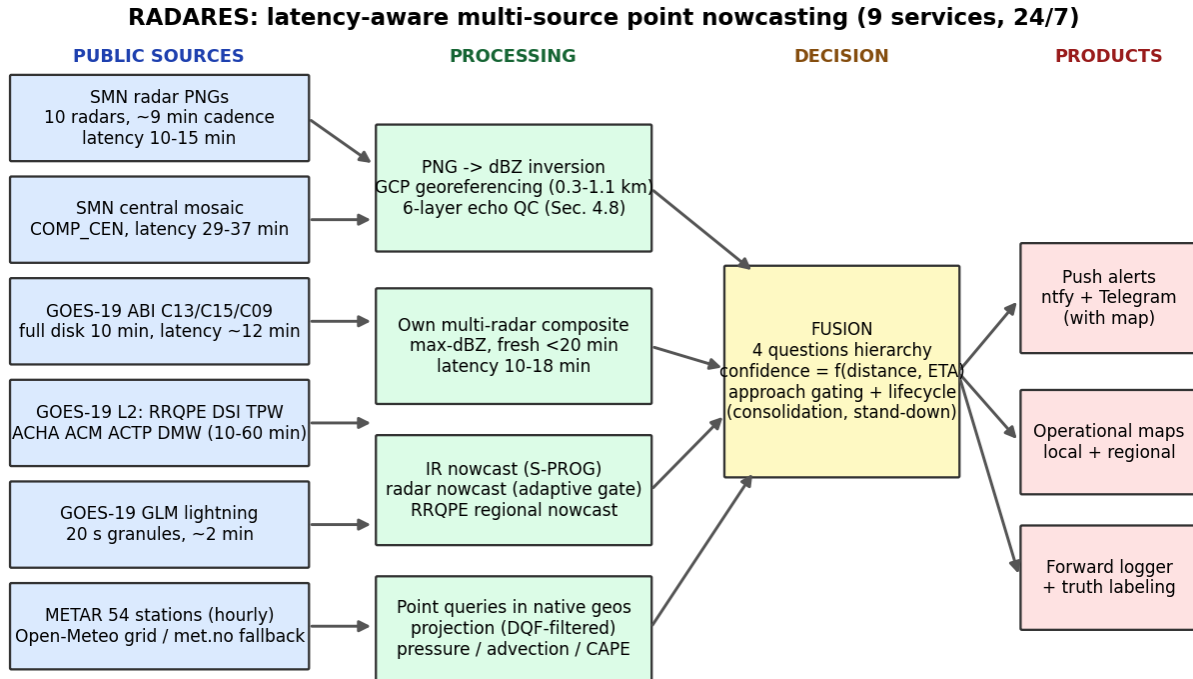 RADARES: latency-aware multi-source point nowcasting (9 services, 24/7)
PUBLIC SOURCES
SMN radar PNGs
10 radars, ~9 min cadence
latency 10-15 min
SMN central mosaic
COMP_CEN, latency 29-37 min
GOES-19 ABI C13/C15/C09
full disk 10 min, latency ~12 min
GOES-19 L2: RRQPE DSI TPW
ACHA ACM ACTP DMW (10-60 min)
GOES-19 GLM lightning
20 s granules, ~2 min
METAR 54 stations (hourly)
Open-Meteo grid / met.no fallback
PROCESSING
PNG -> dBZ inversion
GCP georeferencing (0.3-1.1 km)
6-layer echo QC (Sec. 4.8)
Own multi-radar composite
max-dBZ, fresh <20 min
latency 10-18 min
IR nowcast (S-PROG)
radar nowcast (adaptive gate)
RRQPE regional nowcast
Point queries in native geos
projection (DQF-filtered)
pressure / advection / CAPE
DECISION
FUSION
4 questions hierarchy
confidence = f(distance, ETA)
approach gating + lifecycle
(consolidation, stand-down)
PRODUCTS
Push alerts
ntfy + Telegram
(with map)
Operational maps
local + regional
Forward logger
+ truth labeling